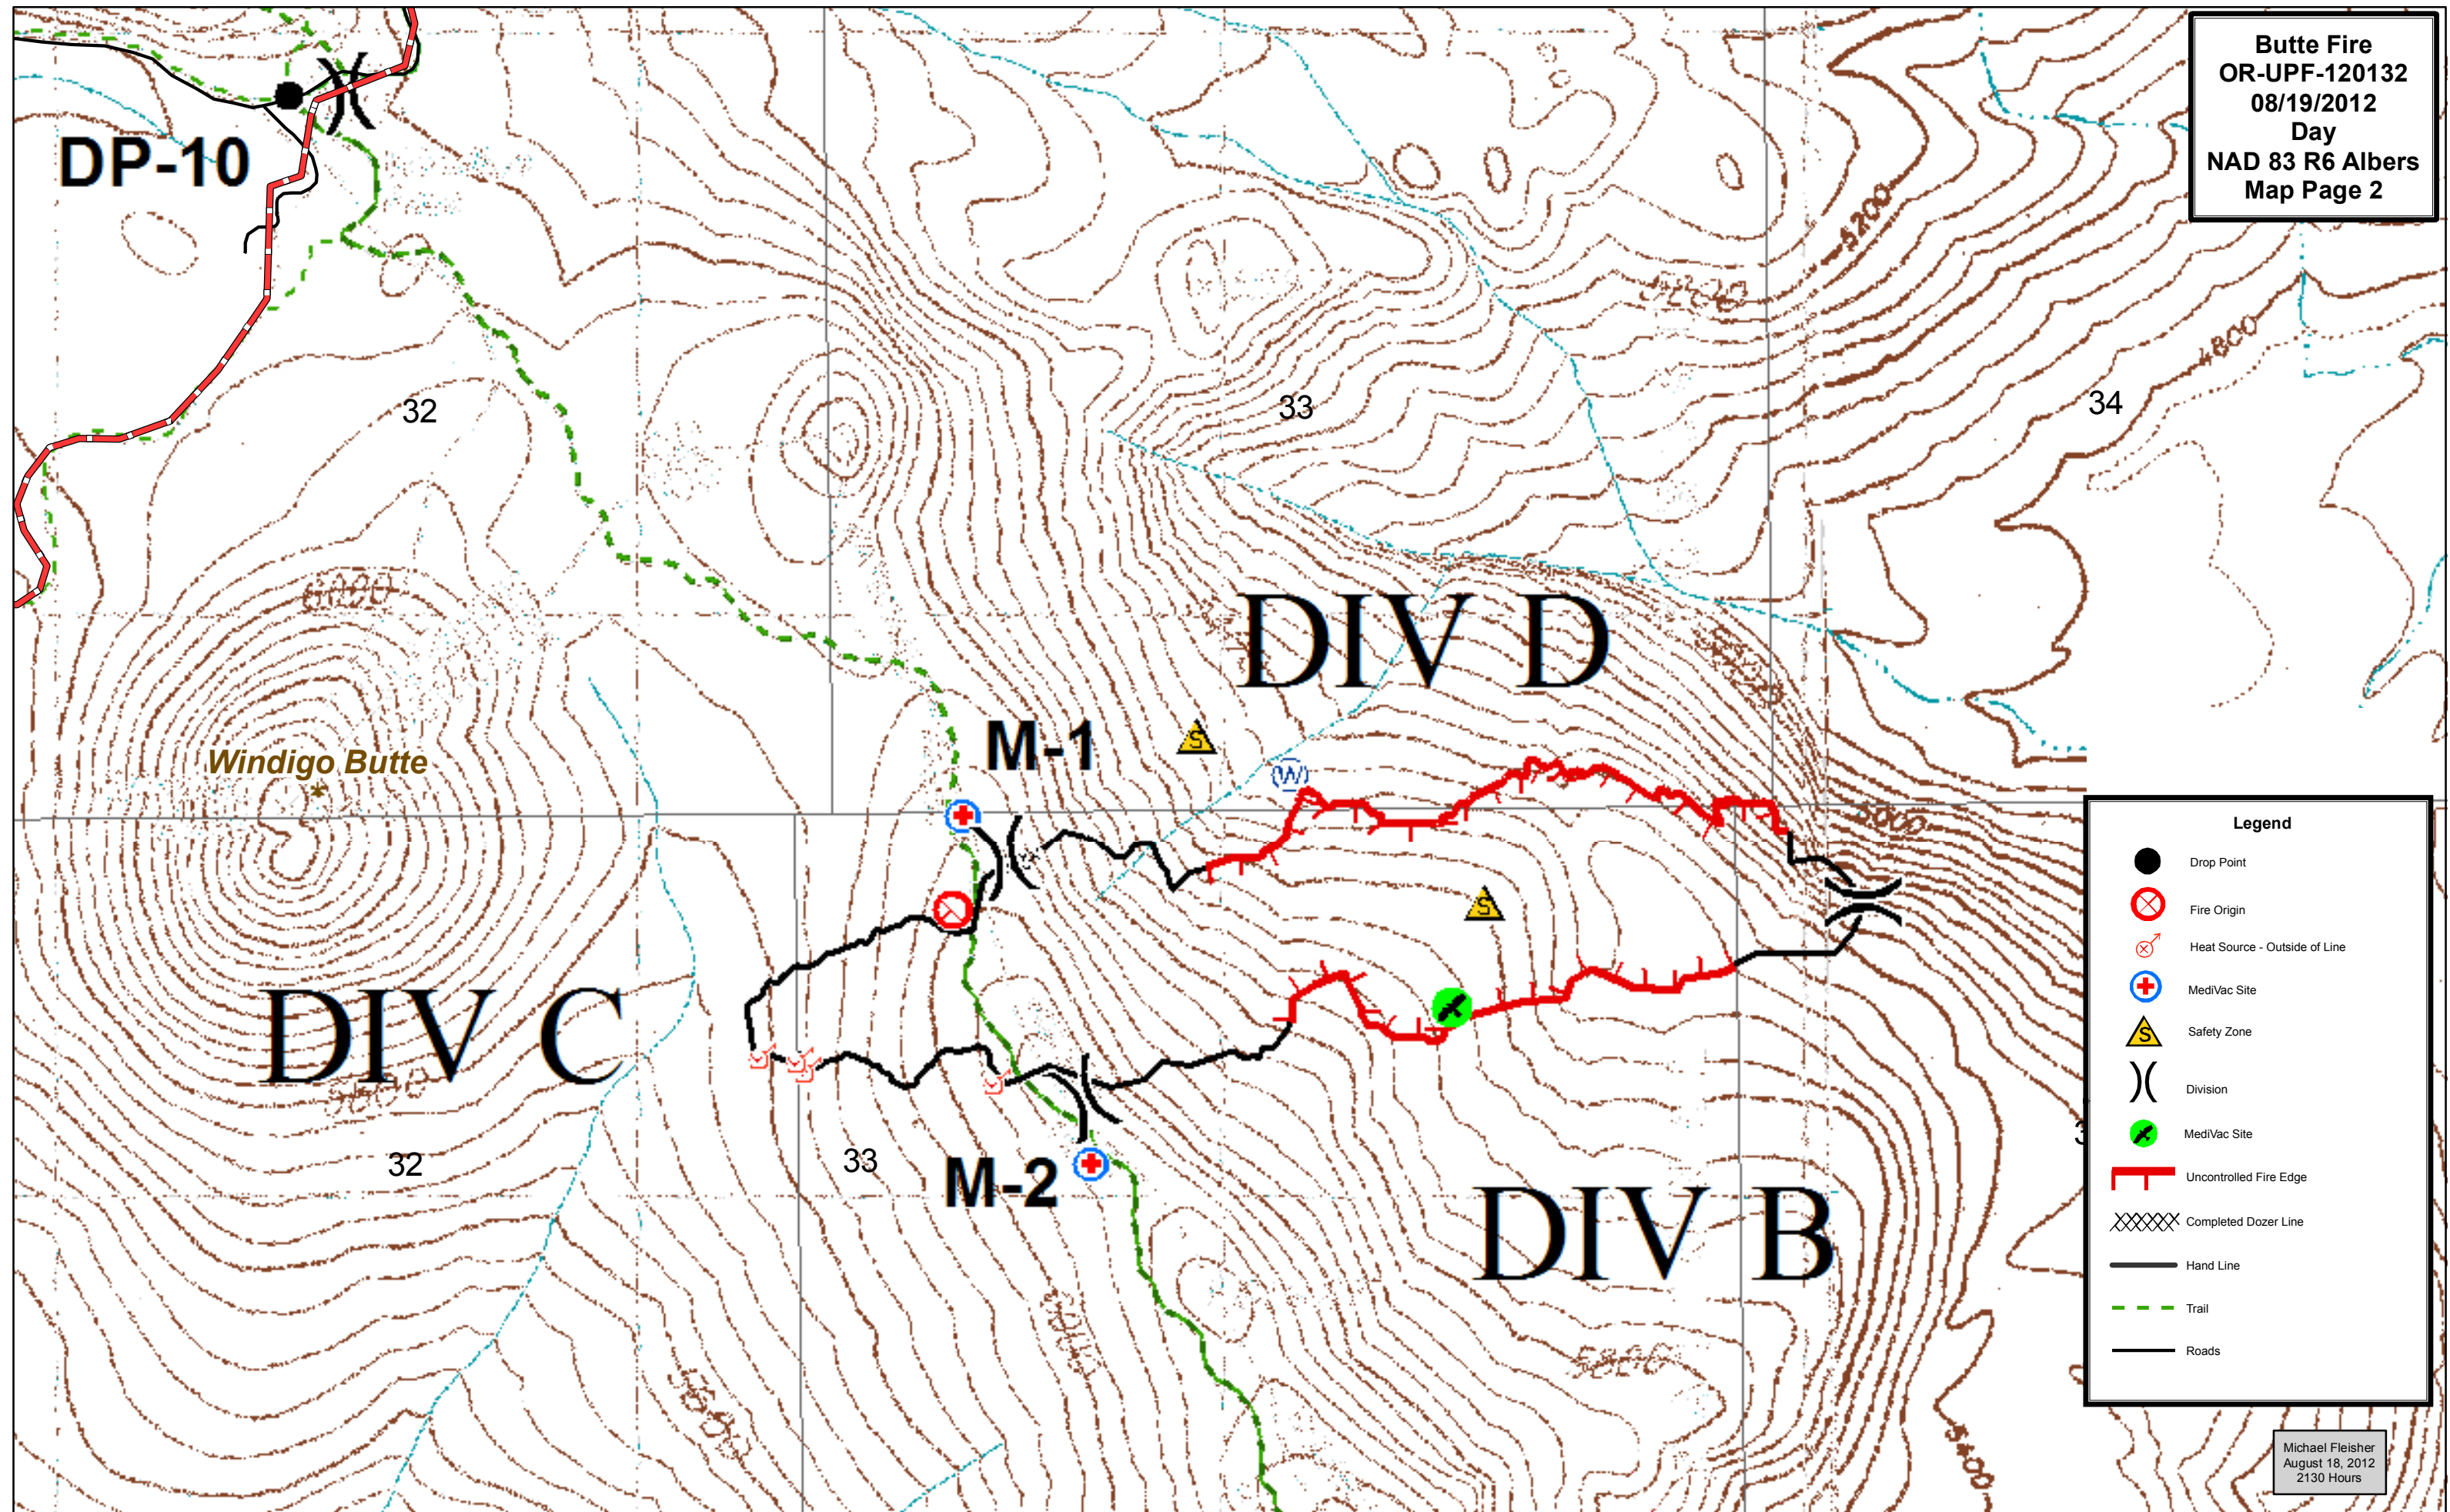 Butte Fire
OR-UPF-120132
08/19/2012
Day
NAD 83 R6 Albers
Map Page 2
DP-10
5200
4800
32
33
34
DIV D
Windigo Butte
M-1
W
S
S
5000
DIV C
32
33
M-2
DIV B
Legend
Drop Point
Fire Origin
Heat Source - Outside of Line
MediVac Site
S
Safety Zone
Division
MediVac Site
Uncontrolled Fire Edge
Completed Dozer Line
Hand Line
Trail
Roads
Michael Fleisher
August 18, 2012
2130 Hours